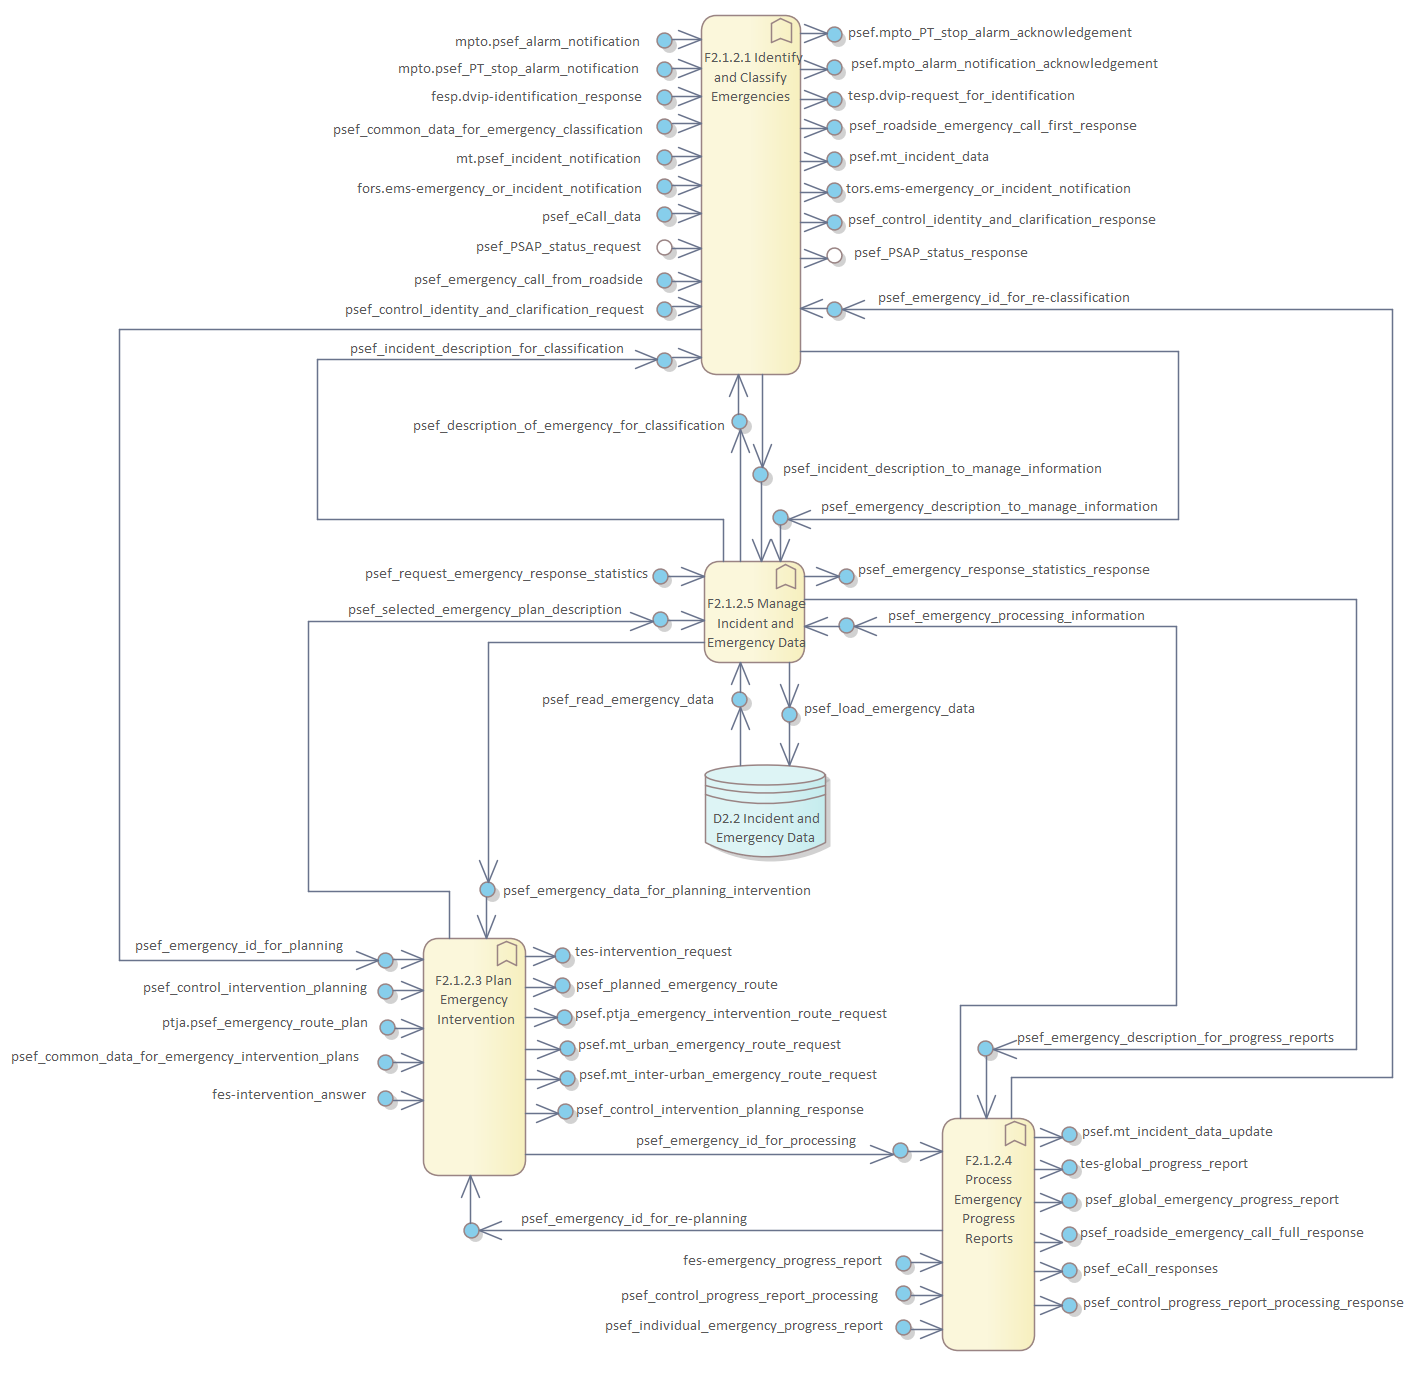 psef.mpto_PT_stop_alarm_acknowledgement
mpto.psef_alarm_notification
F2.1.2.1 Identify
and Classify
Emergencies
psef.mpto_alarm_notification_acknowledgement
mpto.psef_PT_stop_alarm_notification
fesp.dvip-identification_response
tesp.dvip-request_for_identification
psef_common_data_for_emergency_classification
psef_roadside_emergency_call_first_response
mt.psef_incident_notification
psef.mt_incident_data
fors.ems-emergency_or_incident_notification
tors.ems-emergency_or_incident_notification
psef_eCall_data
psef_control_identity_and_clarification_response
psef_PSAP_status_request
psef_PSAP_status_response
psef_emergency_call_from_roadside
psef_emergency_id_for_re-classification
psef_control_identity_and_clarification_request
psef_incident_description_for_classification
psef_description_of_emergency_for_classification
psef_incident_description_to_manage_information
psef_emergency_description_to_manage_information
psef_request_emergency_response_statistics
psef_emergency_response_statistics_response
F2.1.2.5 Manage
Incident and
Emergency Data
psef_selected_emergency_plan_description
psef_emergency_processing_information
psef_read_emergency_data
psef_load_emergency_data
D2.2 Incident and
Emergency Data
psef_emergency_data_for_planning_intervention
psef_emergency_id_for_planning
tes-intervention_request
F2.1.2.3 Plan
Emergency
Intervention
psef_control_intervention_planning
psef_planned_emergency_route
ptja.psef_emergency_route_plan
psef.ptja_emergency_intervention_route_request
psef_common_data_for_emergency_intervention_plans
psef.mt_urban_emergency_route_request
psef_emergency_description_for_progress_reports
fes-intervention_answer
psef.mt_inter-urban_emergency_route_request
psef_control_intervention_planning_response
psef_emergency_id_for_processing
psef.mt_incident_data_update
F2.1.2.4
Process
Emergency
Progress
Reports
tes-global_progress_report
psef_global_emergency_progress_report
psef_emergency_id_for_re-planning
psef_roadside_emergency_call_full_response
fes-emergency_progress_report
psef_eCall_responses
psef_control_progress_report_processing
psef_control_progress_report_processing_response
psef_individual_emergency_progress_report